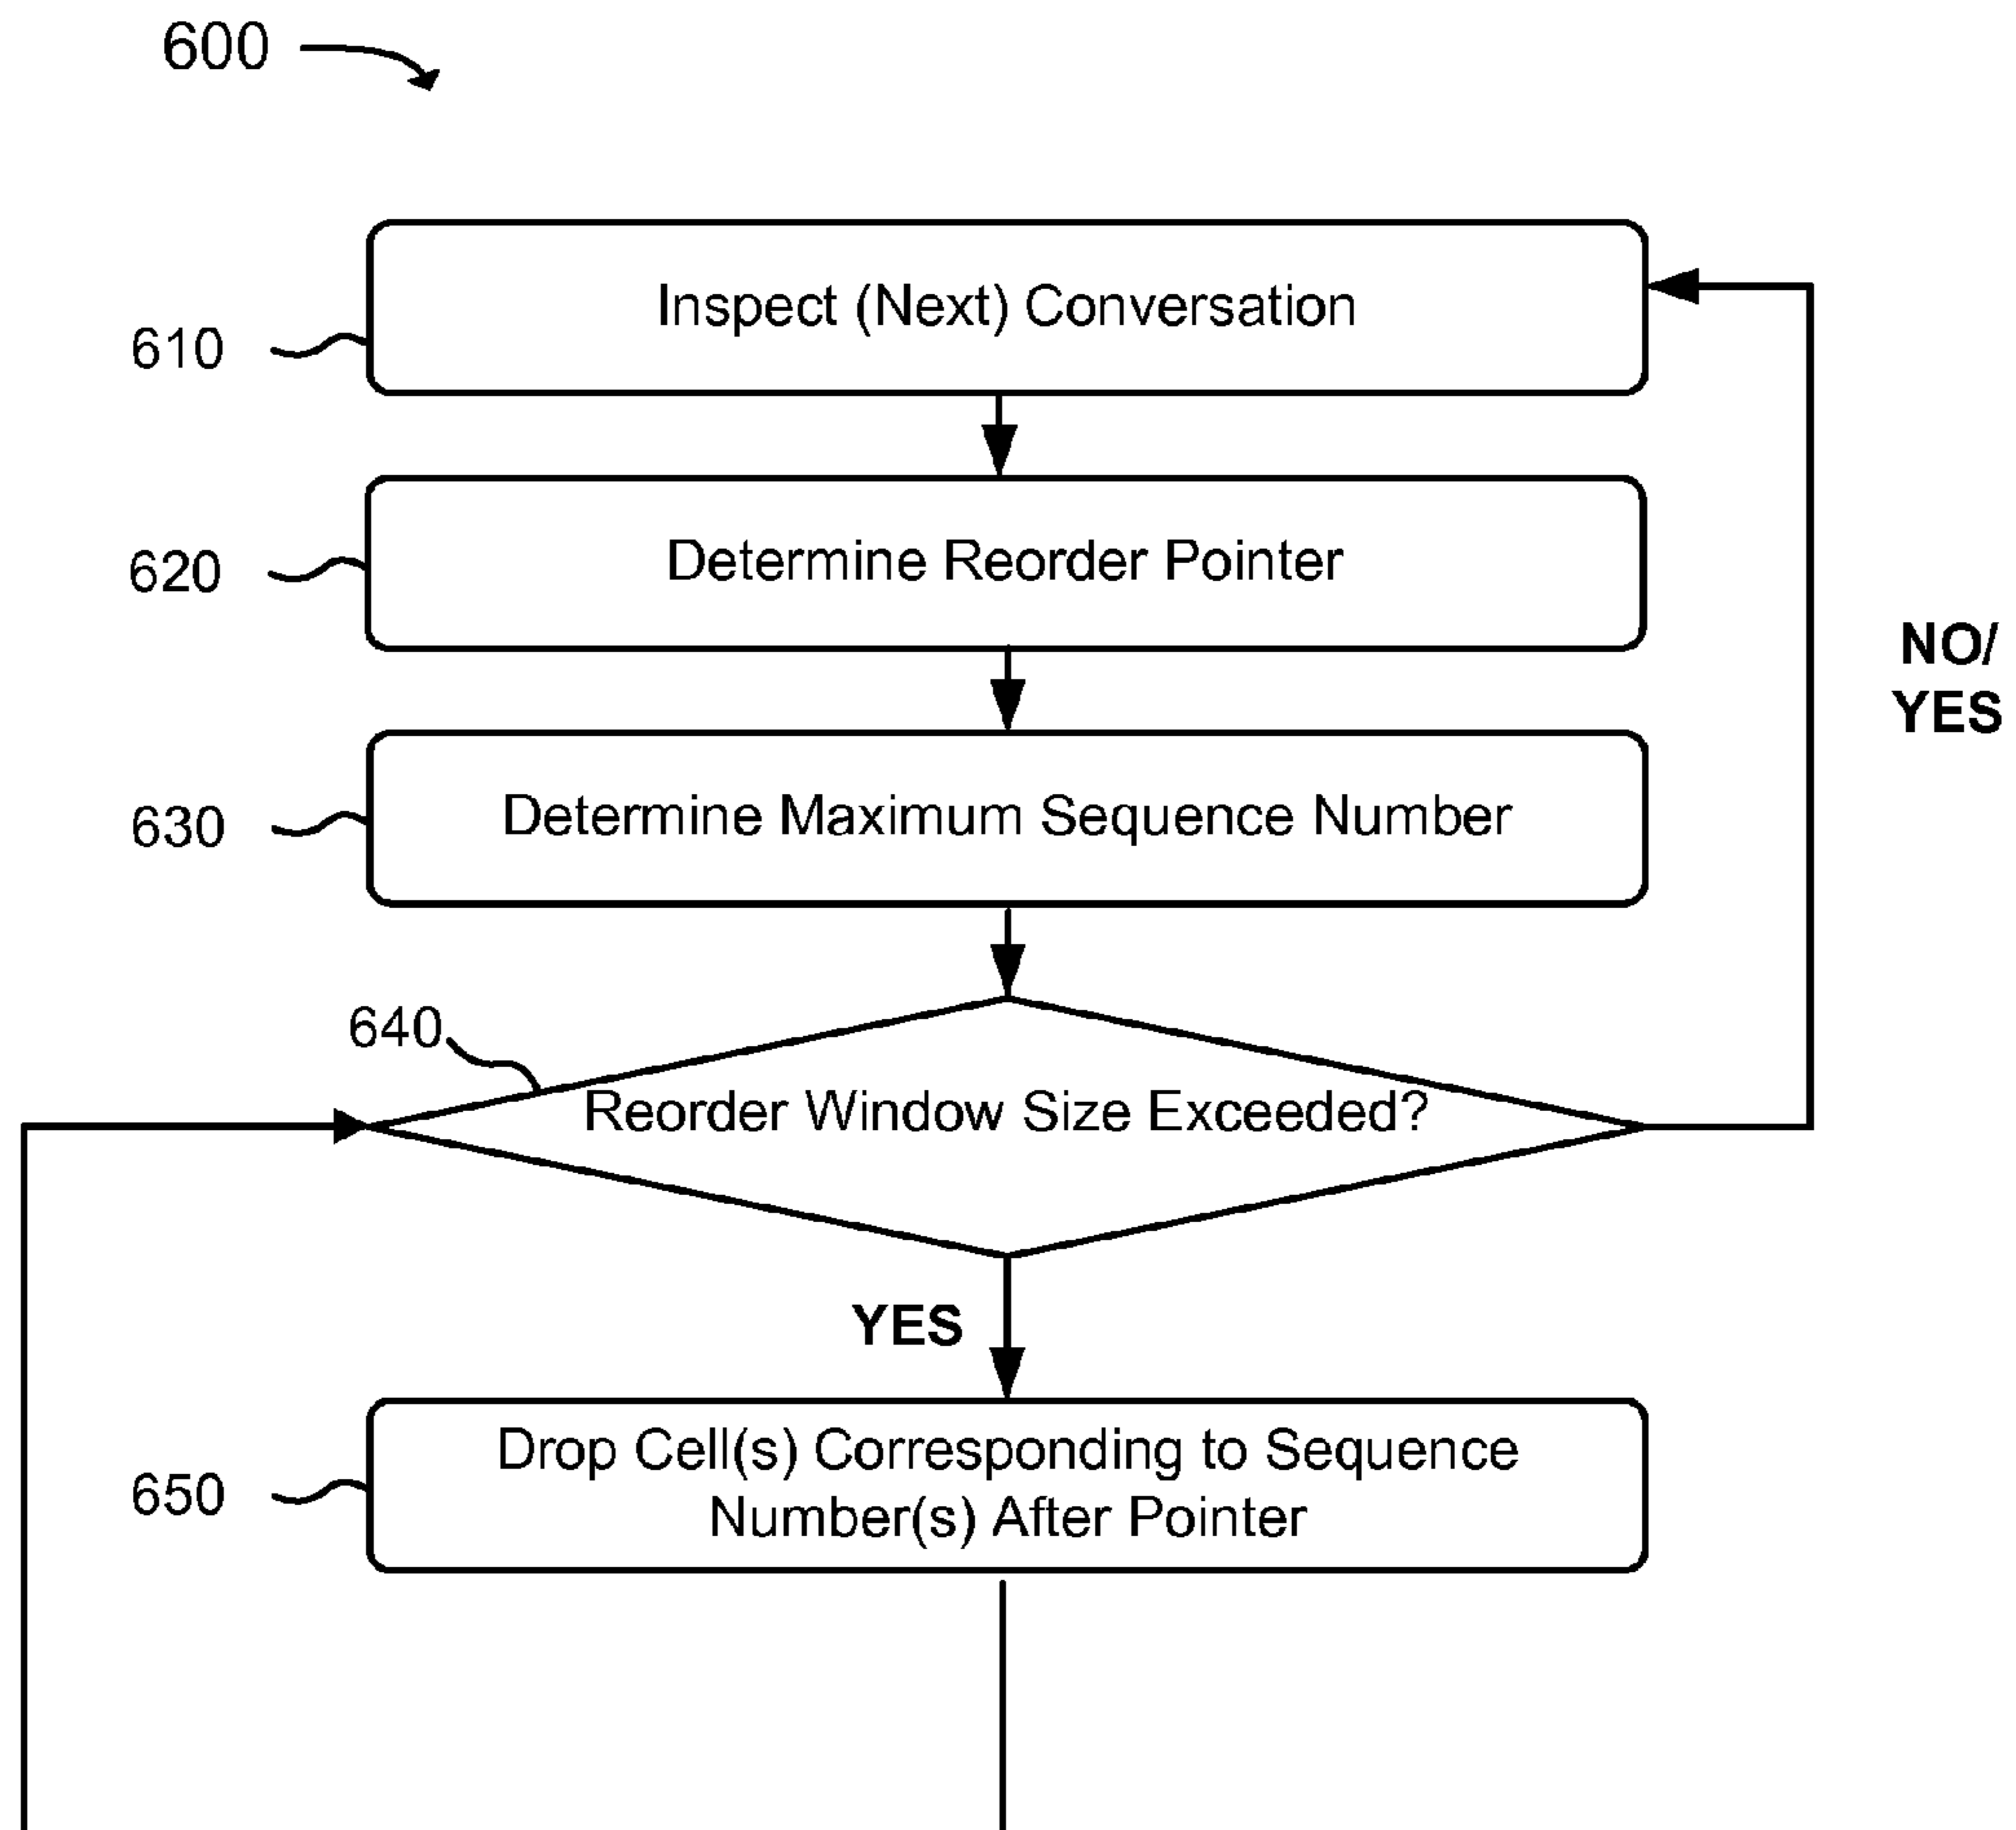 600
Inspect (Next) Conversation
610
Determine Reorder Pointer
620
NO/
YES
Determine Maximum Sequence Number
630
640
Reorder Window Size Exceeded?
YES
Drop Cell(s) Corresponding to Sequence
Number(s) After Pointer
650